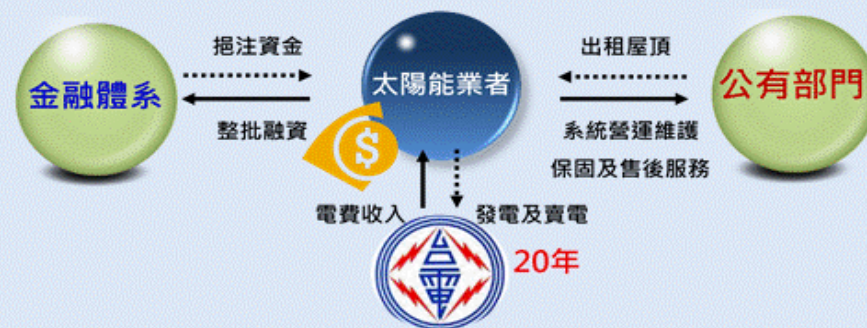 挹注資金
出租屋頂
金融體系
太陽能業者
公有部門
整批融資
$
系統營運維護
保固及售後服務
電費收入
發電及賣電
台電
20年